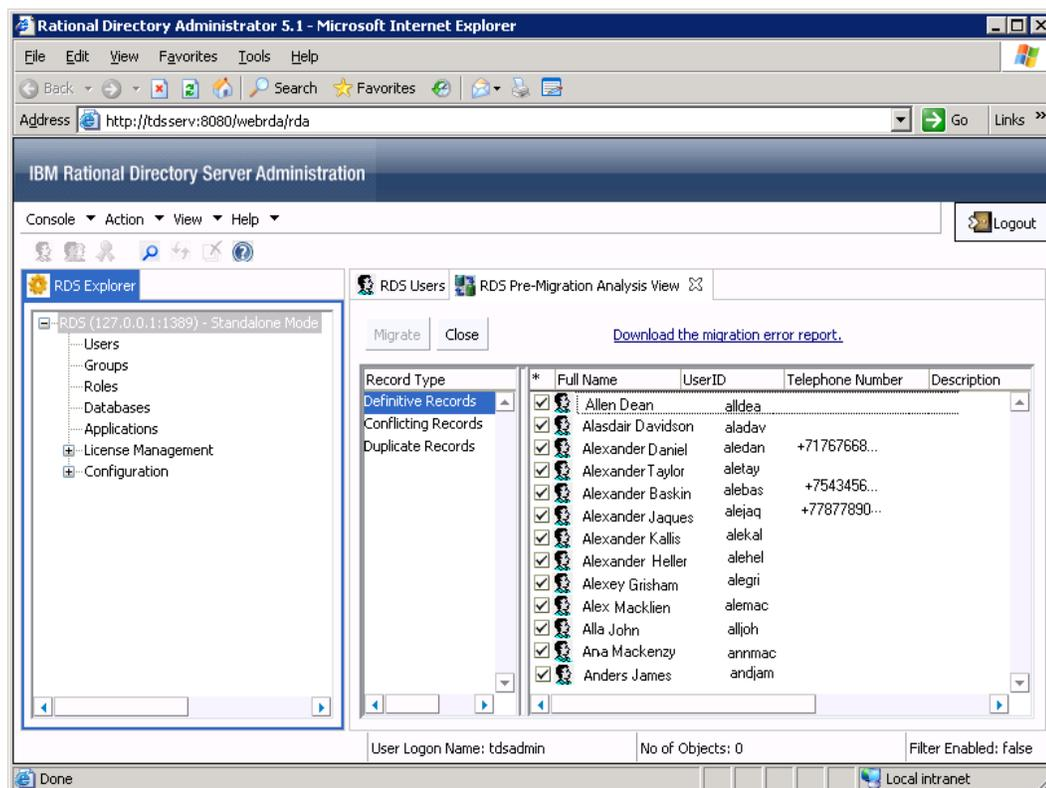 Rational Directory Administrator 5.1 - Microsoft Internet Explorer
File Edit View Favorites Tools Help
Back Search Favorites
Address http://tdsserv:8080/webrda/rda Go Links »
IBM Rational Directory Server Administration
Console Action View Help Logout
RDS Explorer
RDS (127.0.0.1:1389) - Standalone Mode
Users
Groups
Roles
Databases
Applications
License Management
Configuration
RDS Users RDS Pre-Migration Analysis View
Migrate Close Download the migration error report.
Record Type
Definitive Records
Conflicting Records
Duplicate Records
* Full Name UserID Telephone Number Description
Allen Dean alldea
Alasdair Davidson aladav
Alexander Daniel aledan +71767668...
Alexander Taylor aletay
Alexander Baskin alebas +7543456...
Alexander Jaques alejaq +77877890...
Alexander Kallis alekal
Alexander Heller alehel
Alexey Grisham alegri
Alex Macklien alemac
Alla John alljoh
Ana Mackenzy annmac
Anders James andjam
User Logon Name: tdsadmin No of Objects: 0 Filter Enabled: false
Done Local intranet